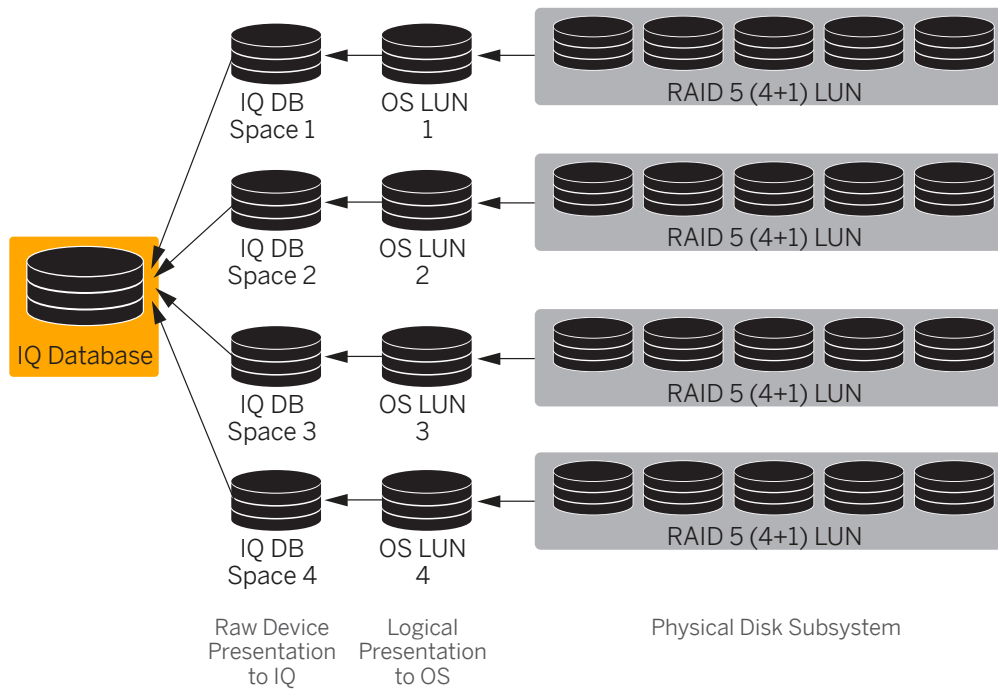 IQ DB
Space 1
OS LUN
1
RAID 5 (4+1) LUN
IQ DB
Space 2
OS LUN
2
RAID 5 (4+1) LUN
IQ Database
IQ DB
Space 3
OS LUN
3
RAID 5 (4+1) LUN
IQ DB
Space 4
OS LUN
4
RAID 5 (4+1) LUN
Raw Device
Presentation
to IQ
Logical
Presentation
to OS
Physical Disk Subsystem